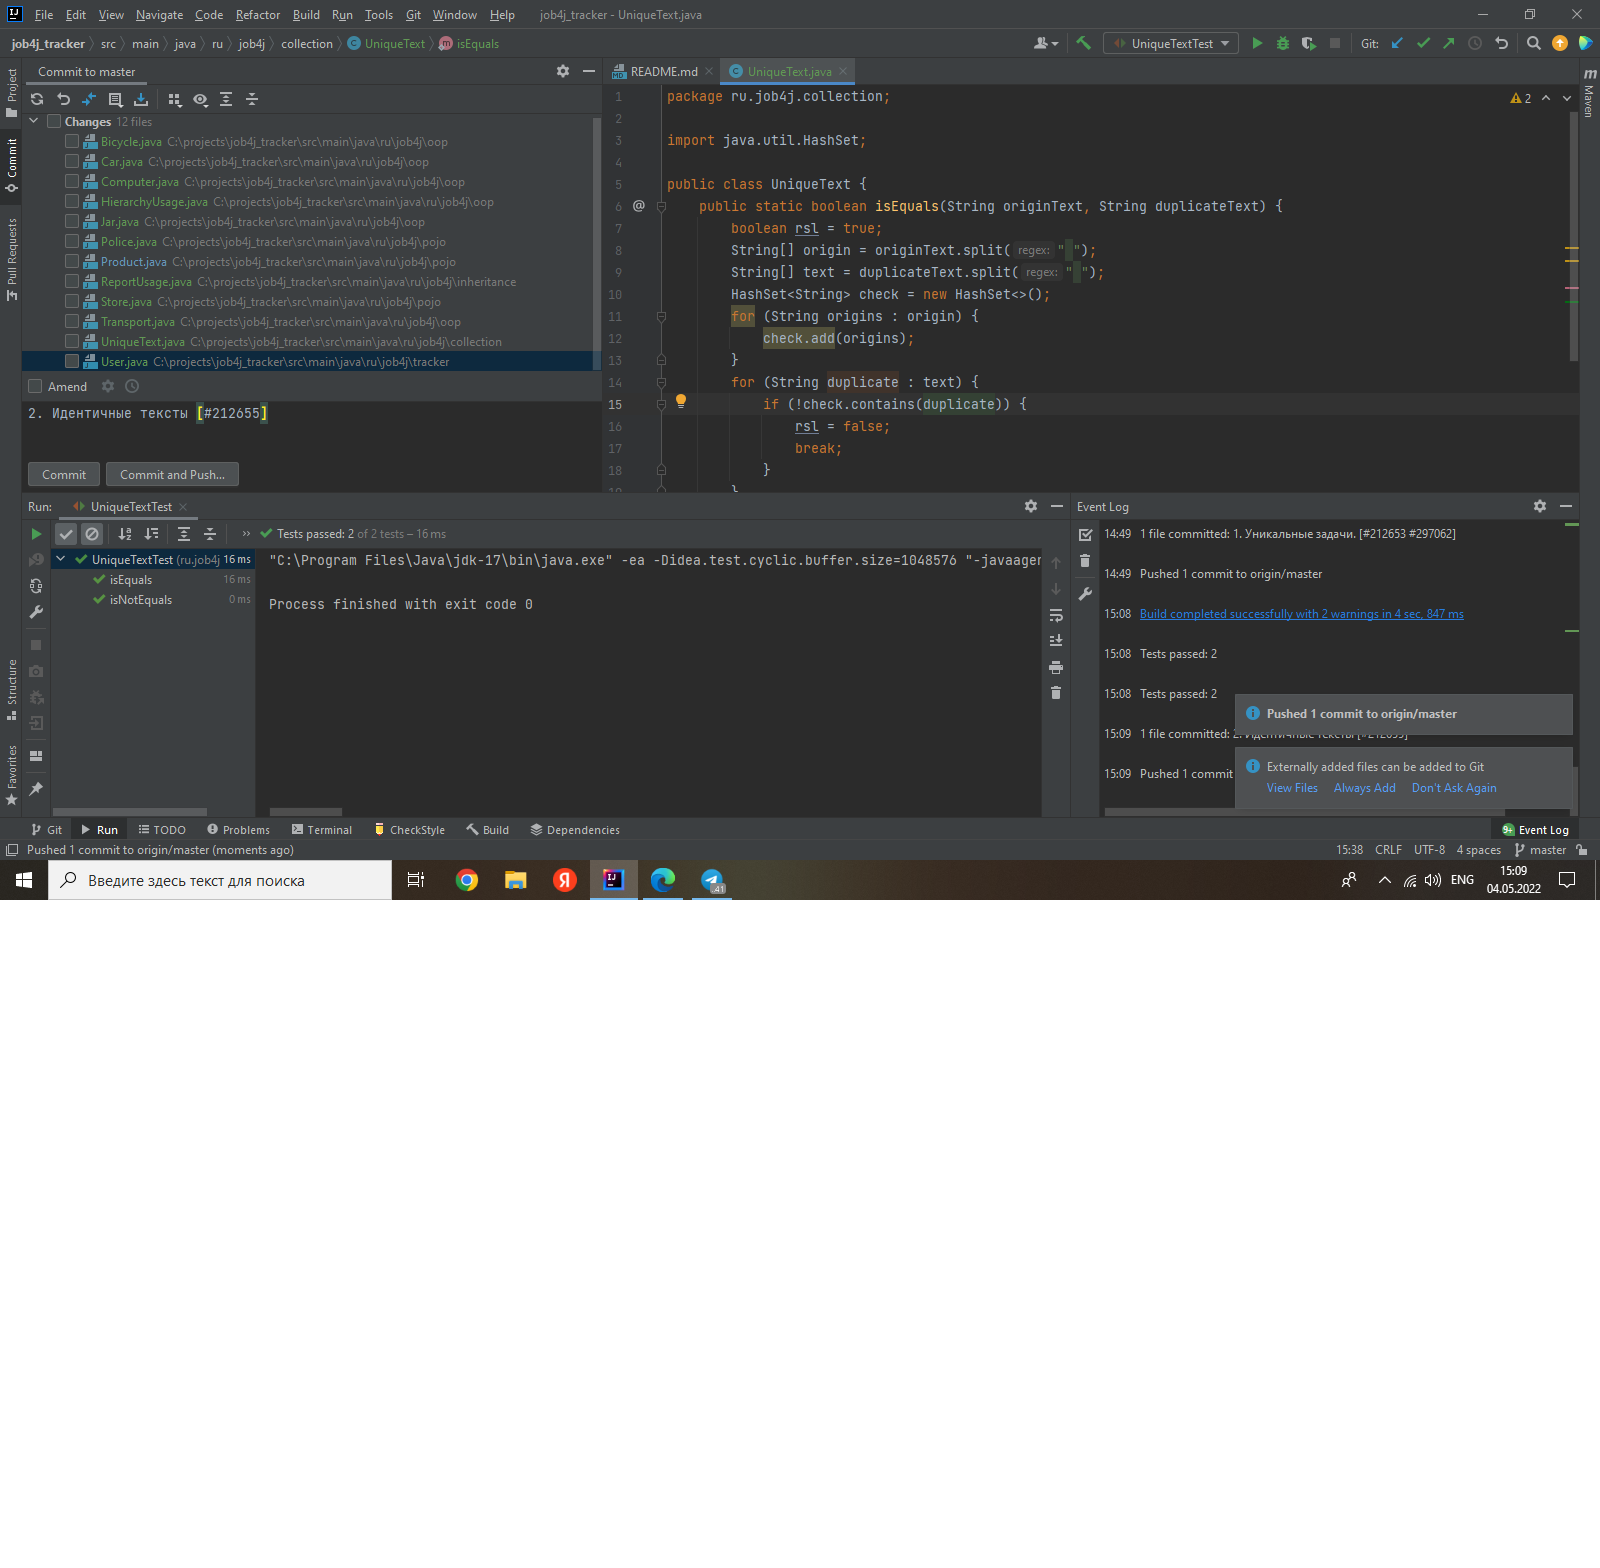 File Edit View Navigate Code Refactor Build Run Tools Git Window Help job4j_tracker - UniqueText.java
job4j_tracker src main java ru job4j collection UniqueText isEquals UniqueTextTest Git:
Project
Commit
Pull Requests
Structure
Favorites
Maven
Commit to master
Changes 12 files
Bicycle.java C:\projects\job4j_tracker\src\main\java\ru\job4j\oop
Car.java C:\projects\job4j_tracker\src\main\java\ru\job4j\oop
Computer.java C:\projects\job4j_tracker\src\main\java\ru\job4j\oop
HierarchyUsage.java C:\projects\job4j_tracker\src\main\java\ru\job4j\oop
Jar.java C:\projects\job4j_tracker\src\main\java\ru\job4j\oop
Police.java C:\projects\job4j_tracker\src\main\java\ru\job4j\pojo
Product.java C:\projects\job4j_tracker\src\main\java\ru\job4j\pojo
ReportUsage.java C:\projects\job4j_tracker\src\main\java\ru\job4j\inheritance
Store.java C:\projects\job4j_tracker\src\main\java\ru\job4j\pojo
Transport.java C:\projects\job4j_tracker\src\main\java\ru\job4j\oop
UniqueText.java C:\projects\job4j_tracker\src\main\java\ru\job4j\collection
User.java C:\projects\job4j_tracker\src\main\java\ru\job4j\tracker
Amend
2. Идентичные тексты [#212655]
Commit Commit and Push...
README.md UniqueText.java
2
1 package ru.job4j.collection;
2
3 import java.util.HashSet;
4
5 public class UniqueText {
6 @ public static boolean isEquals(String originText, String duplicateText) {
7 boolean rsl = true;
8 String[] origin = originText.split( regex: " ");
9 String[] text = duplicateText.split( regex: " ");
10 HashSet<String> check = new HashSet<>();
11 for (String origins : origin) {
12 check.add(origins);
13 }
14 for (String duplicate : text) {
15 if (!check.contains(duplicate)) {
16 rsl = false;
17 break;
18 }
19 }
Run: UniqueTextTest
Tests passed: 2 of 2 tests – 16 ms
UniqueTextTest (ru.job4j 16 ms
isEquals 16 ms
isNotEquals 0 ms
"C:\Program Files\Java\jdk-17\bin\java.exe" -ea -Didea.test.cyclic.buffer.size=1048576 "-javaager
Process finished with exit code 0
Event Log
14:49 1 file committed: 1. Уникальные задачи. [#212653 #297062]
14:49 Pushed 1 commit to origin/master
15:08 Build completed successfully with 2 warnings in 4 sec, 847 ms
15:08 Tests passed: 2
15:08 Tests passed: 2
15:09 1 file committed: 2. Идентичные тексты [#212655]
15:09 Pushed 1 commit
Pushed 1 commit to origin/master
Externally added files can be added to Git
View Files Always Add Don't Ask Again
Git Run TODO Problems Terminal CheckStyle Build Dependencies 9+ Event Log
Pushed 1 commit to origin/master (moments ago) 15:38 CRLF UTF-8 4 spaces master
Введите здесь текст для поиска
Я
IJ
41
ENG
15:09
04.05.2022